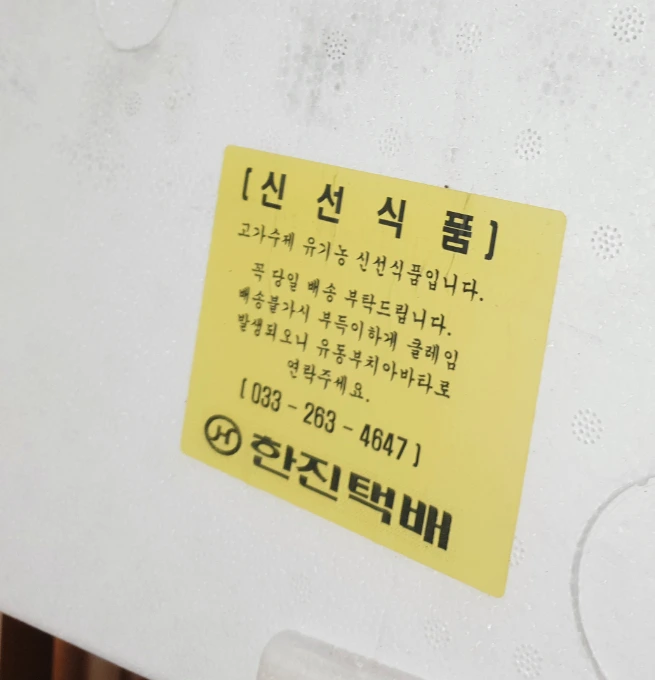 [신 선 식 품]
고가수제 유기농 신선식품입니다.
꼭 당일 배송 부탁드립니다.
배송불가시 부득이하게 클레임
발생되오니 유동부치아바타로
연락주세요.
[033-263-4647]
H 한진택배